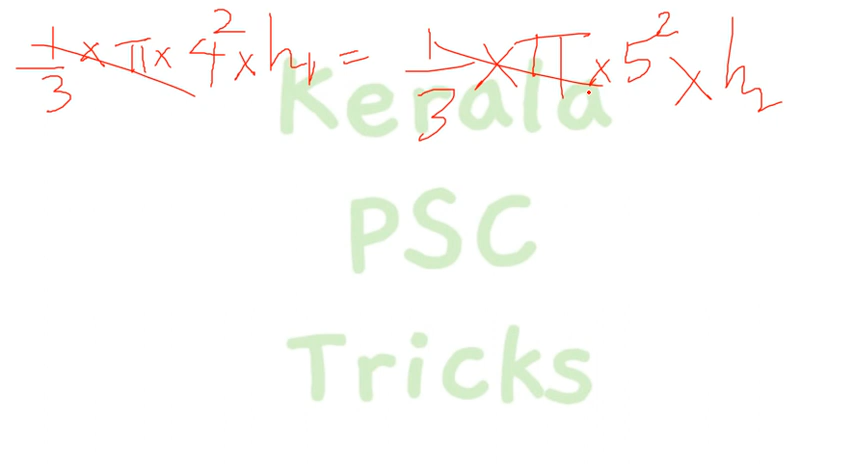 1/3 × π × 4² × h₁ = 1/3 × π × 5² × h₂
Kerala
PSC
Tricks